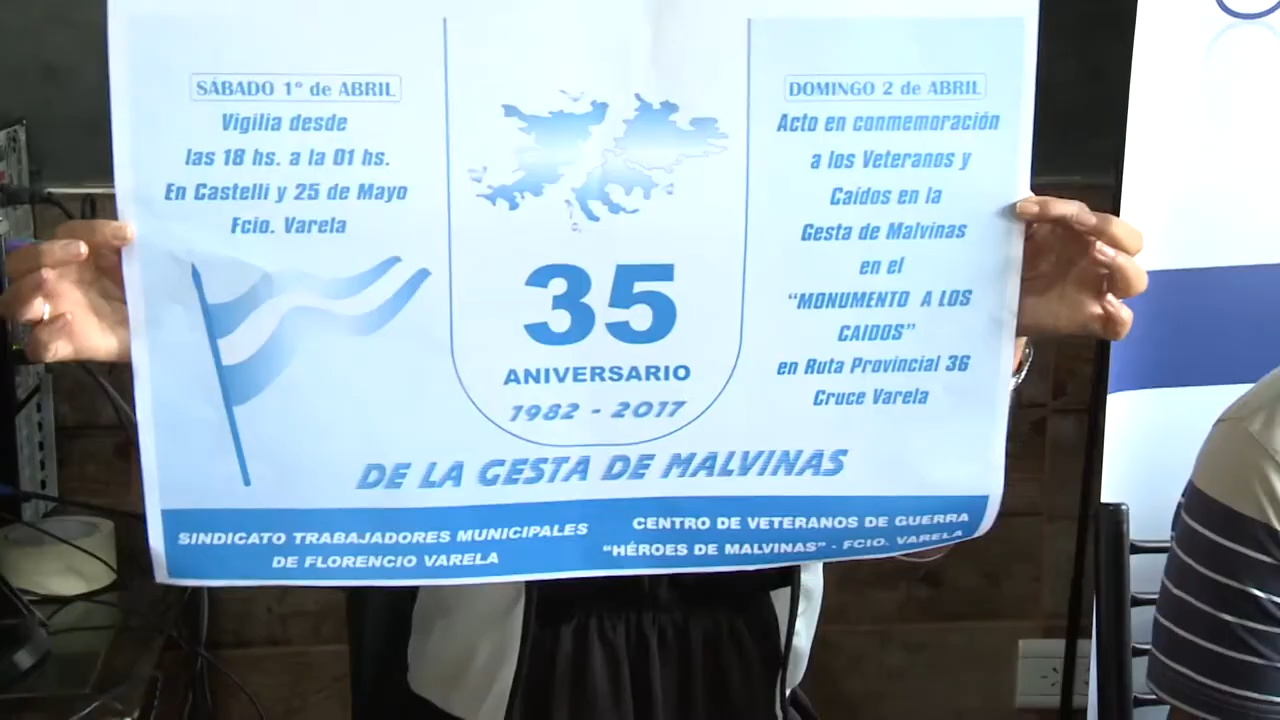 SÁBADO 1º de ABRIL
Vigilia desde
las 18 hs. a la 01 hs.
En Castelli y 25 de Mayo
Fcio. Varela
35
ANIVERSARIO
1982 - 2017
DOMINGO 2 de ABRIL
Acto en conmemoración
a los Veteranos y
Caídos en la
Gesta de Malvinas
en el
"MONUMENTO A LOS
CAIDOS"
en Ruta Provincial 36
Cruce Varela
DE LA GESTA DE MALVINAS
SINDICATO TRABAJADORES MUNICIPALES
DE FLORENCIO VARELA
CENTRO DE VETERANOS DE GUERRA
"HÉROES DE MALVINAS" - FCIO. VARELA